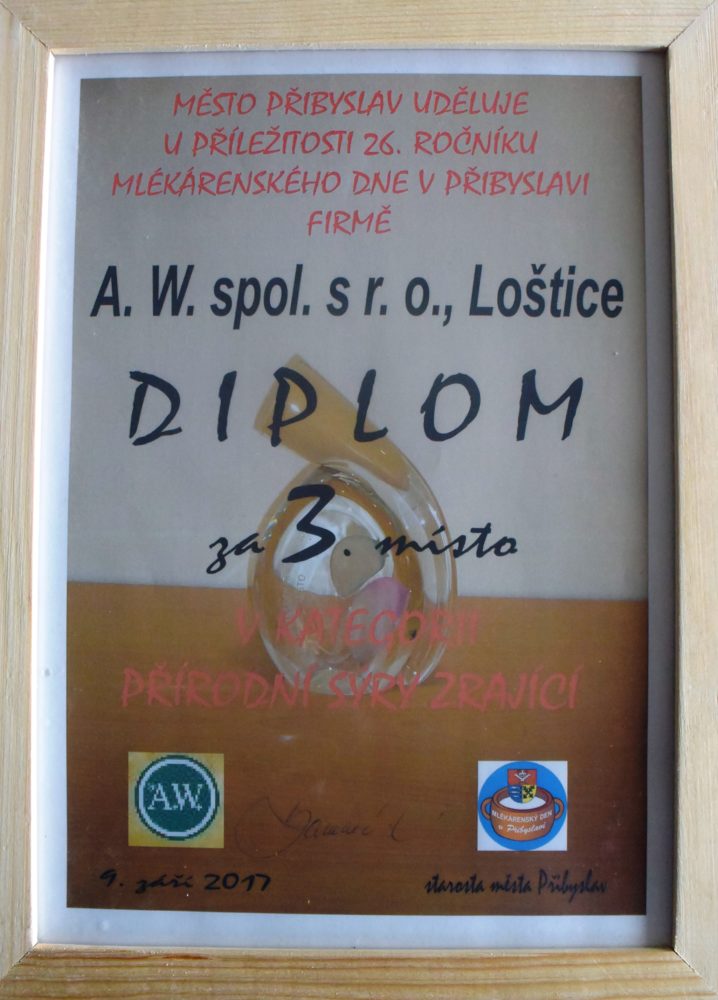 MĚSTO PŘIBYSLAV UDĚLUJE
U PŘÍLEŽITOSTI 26. ROČNÍKU
MLÉKÁRENSKÉHO DNE V PŘIBYSLAVI
FIRMĚ
A. W. spol. s r. o., Loštice
DIPLOM
za 3. místo
V KATEGORII
PŘÍRODNÍ SÝRY ZRAJÍCÍ
A.W.
MLÉKÁRENSKÝ DEN
v Přibyslavi
9. září 2017
starosta města Přibyslav